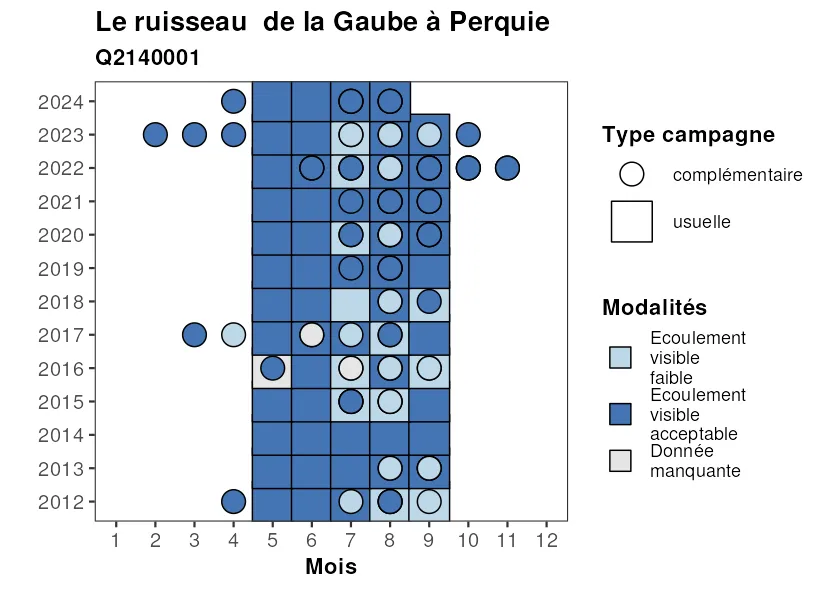 Le ruisseau  de la Gaube à Perquie
Q2140001
2024
2023
2022
2021
2020
2019
2018
2017
2016
2015
2014
2013
2012
1 2 3 4 5 6 7 8 9 10 11 12
Mois
Type campagne
complémentaire
usuelle
Modalités
Ecoulement
visible
faible
Ecoulement
visible
acceptable
Donnée
manquante